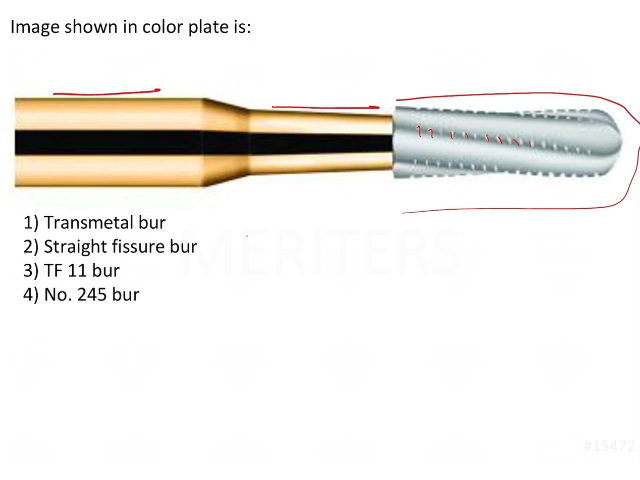 Image shown in color plate is:
1) Transmetal bur
2) Straight fissure bur
3) TF 11 bur
4) No. 245 bur
MERITERS
#15472